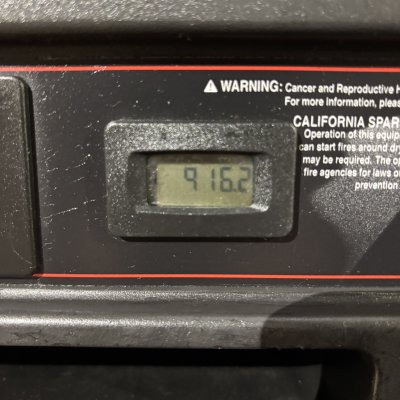 ⚠ WARNING: Cancer and Reproductive H
For more information, pleas
CALIFORNIA SPAR
Operation of this equip
can start fires around dry
may be required. The op
fire agencies for laws o
prevention
916.2